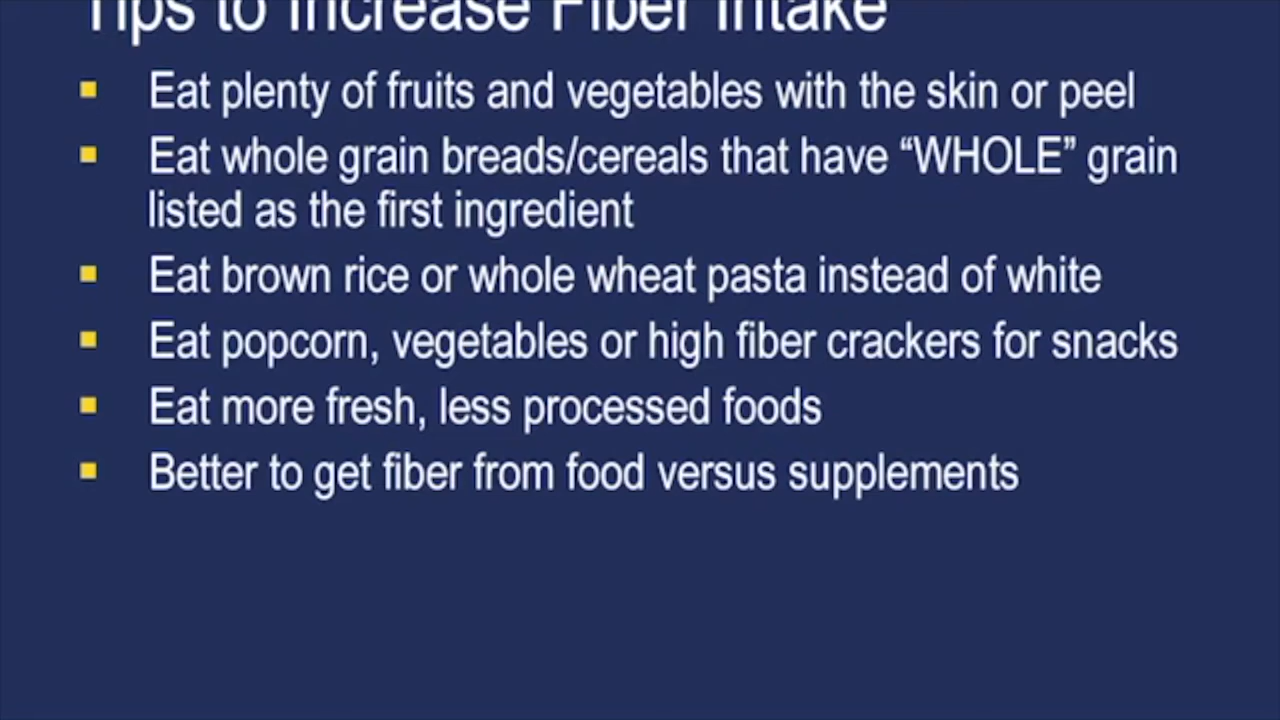 Tips to Increase Fiber Intake
Eat plenty of fruits and vegetables with the skin or peel
Eat whole grain breads/cereals that have “WHOLE” grain
listed as the first ingredient
Eat brown rice or whole wheat pasta instead of white
Eat popcorn, vegetables or high fiber crackers for snacks
Eat more fresh, less processed foods
Better to get fiber from food versus supplements